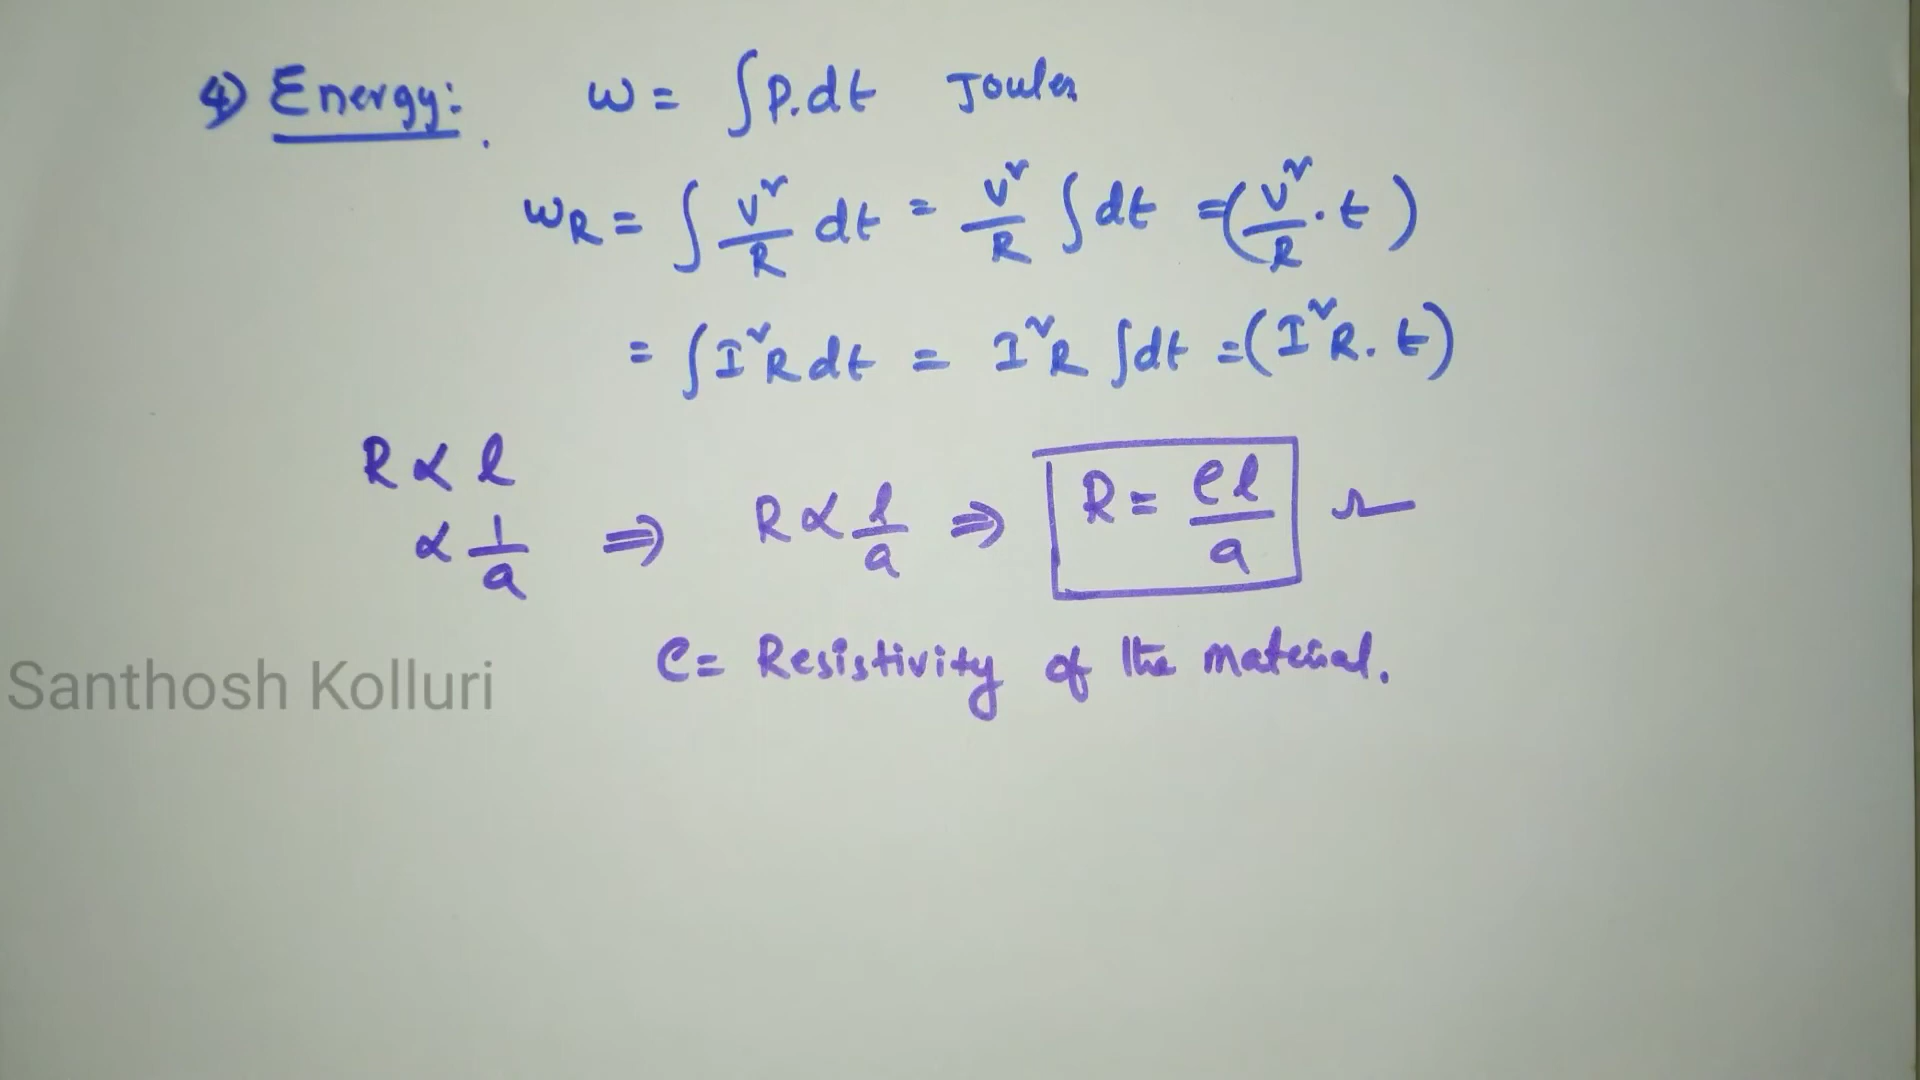 4) Energy: W = ∫P.dt Joules
W_R = ∫ V²/R dt = V²/R ∫dt = (V²/R . t)
= ∫I²R dt = I²R ∫dt = (I²R. t)
R ∝ l
∝ 1/a ⇒ R ∝ l/a ⇒ R = ρl/a Ω
ρ = Resistivity of the material.
Santhosh Kolluri